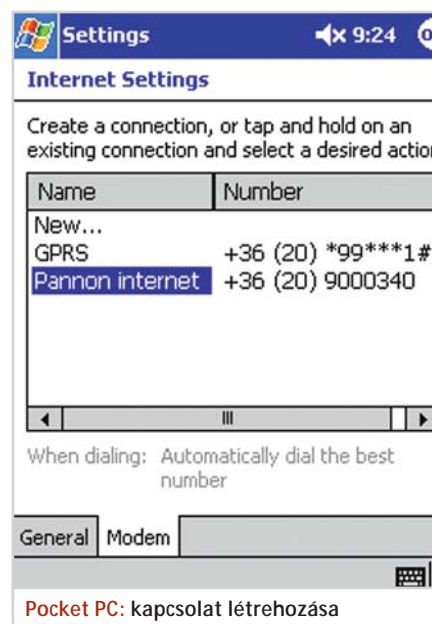 Settings 9:24
Internet Settings
Create a connection, or tap and hold on an
existing connection and select a desired
Name Number
New...
GPRS +36 (20) *99***1#
Pannon internet +36 (20) 9000340
When dialing: Automatically dial the best
number
General Modem
Pocket PC: kapcsolat létrehozása